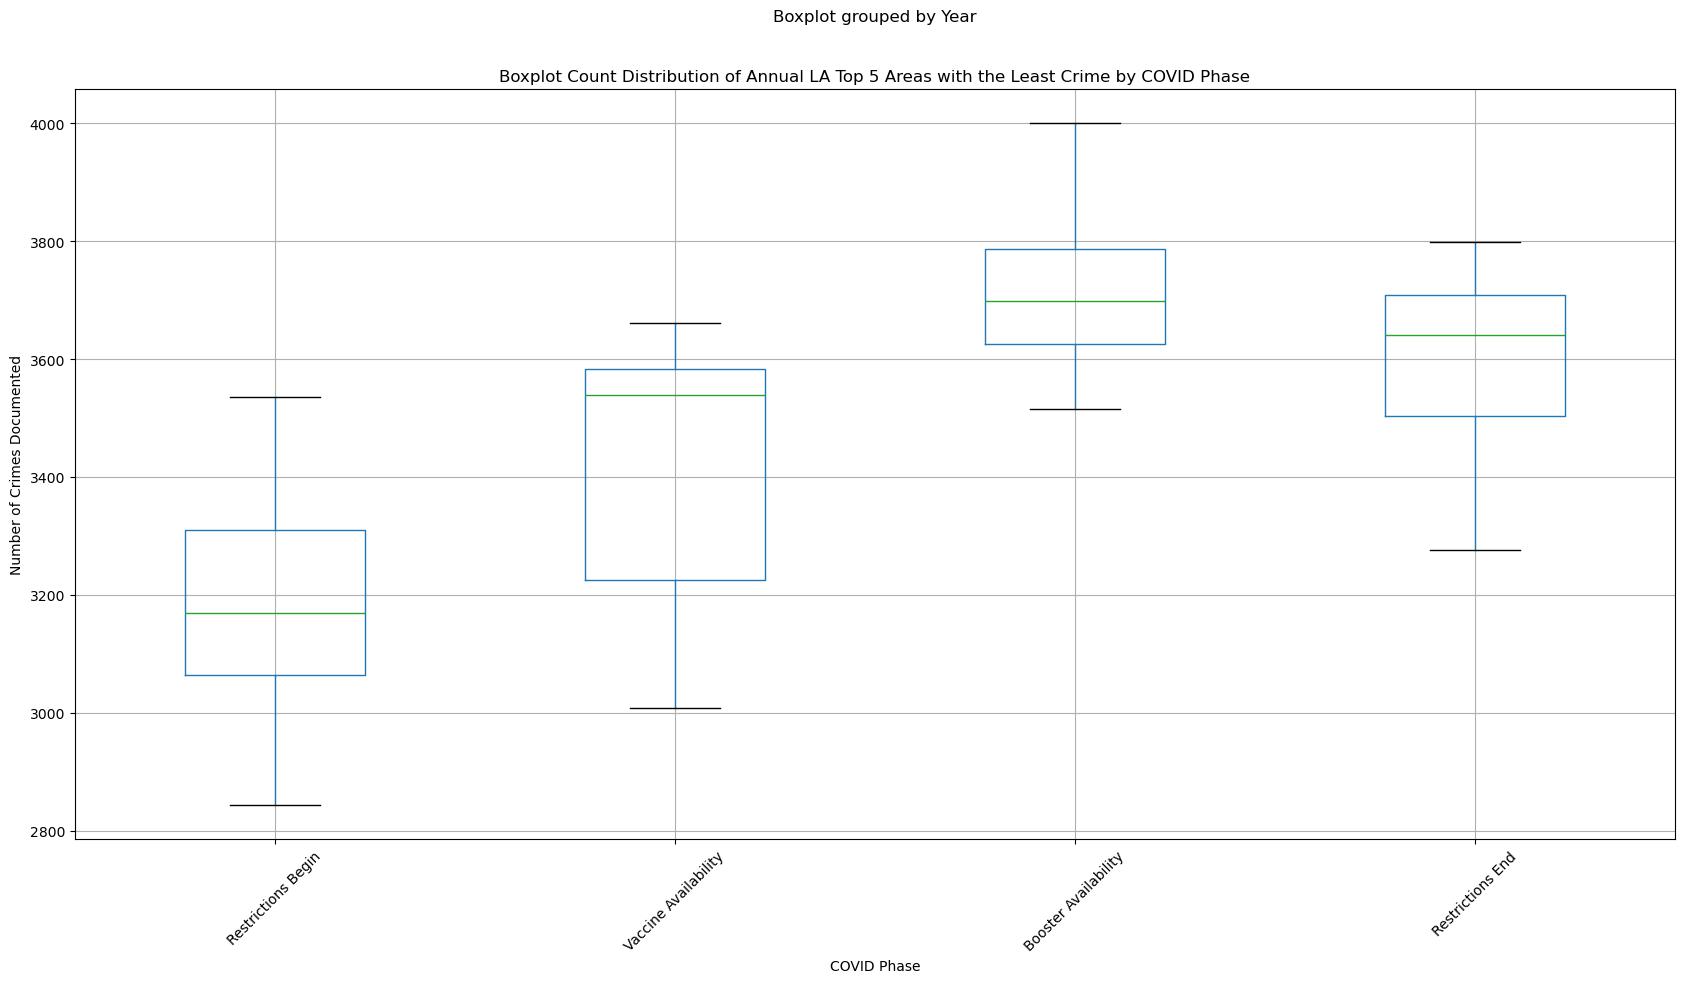 Boxplot grouped by Year
Boxplot Count Distribution of Annual LA Top 5 Areas with the Least Crime by COVID Phase
Number of Crimes Documented
4000
3800
3600
3400
3200
3000
2800
Restrictions Begin
Vaccine Availability
Booster Availability
Restrictions End
COVID Phase